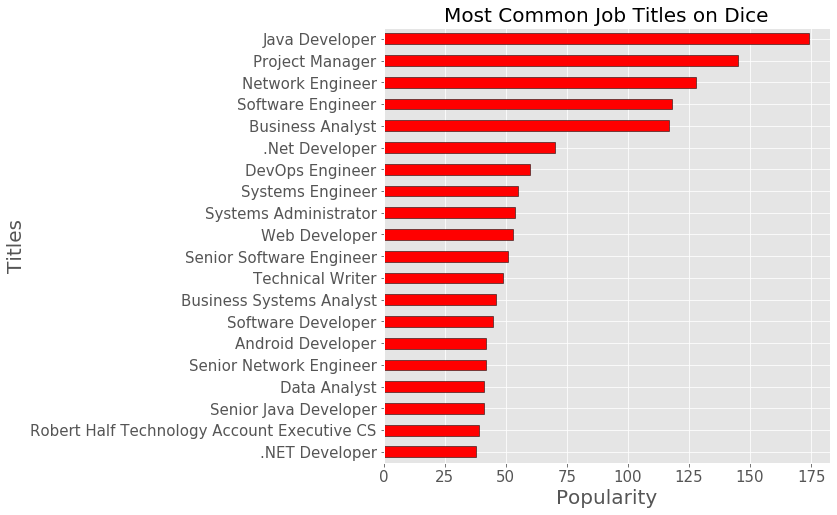 Most Common Job Titles on Dice
Titles
Java Developer
Project Manager
Network Engineer
Software Engineer
Business Analyst
.Net Developer
DevOps Engineer
Systems Engineer
Systems Administrator
Web Developer
Senior Software Engineer
Technical Writer
Business Systems Analyst
Software Developer
Android Developer
Senior Network Engineer
Data Analyst
Senior Java Developer
Robert Half Technology Account Executive CS
.NET Developer
0 25 50 75 100 125 150 175
Popularity